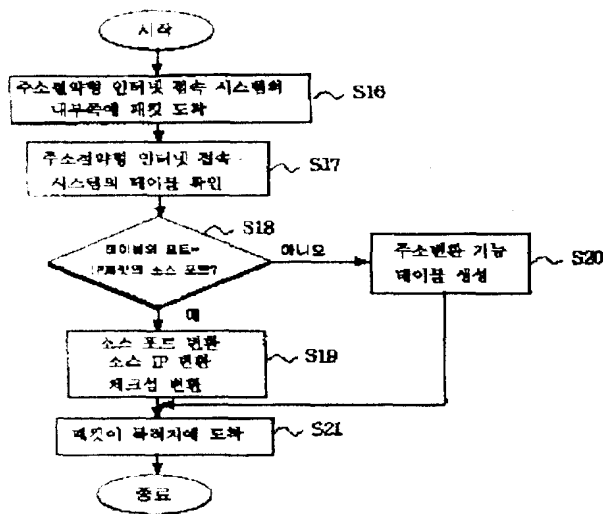 시작
주소절약형 인터넷 접속 시스템의
내부쪽에 패킷 도착
S16
주소절약형 인터넷 접속
시스템의 테이블 확인
S17
S18
테이블의 포트=
IP패킷의 소스 포트?
아니오
주소변환 기능
테이블 생성
S20
예
소스 포트 변환
소스 IP 변환
체크섬 변환
S19
패킷이 목적지에 도착
S21
종료